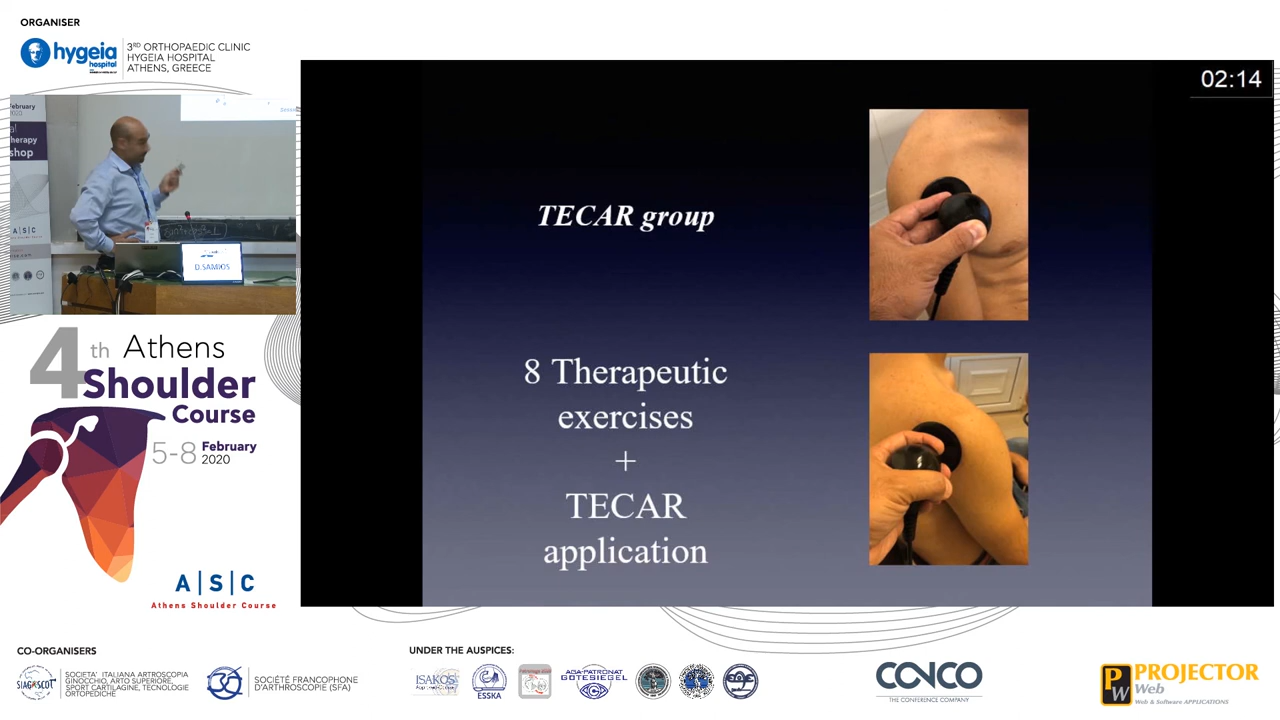 ORGANISER
hygeia
hospital
3RD ORTHOPAEDIC CLINIC
HYGEIA HOSPITAL
ATHENS, GREECE
02:14
TECAR group
8 Therapeutic
exercises
+
TECAR
application
D.SAMIOS
4th Athens
Shoulder
Course
5-8 February
2020
A|S|C
Athens Shoulder Course
CO-ORGANISERS
SIAGASCOT
SOCIETA' ITALIANA ARTROSCOPIA
GINOCCHIO, ARTO SUPERIORE,
SPORT CARTILAGINE, TECNOLOGIE
ORTOPEDICHE
SOCIÉTÉ FRANCOPHONE
D'ARTHROSCOPIE (SFA)
UNDER THE AUSPICES:
ISAKOS
ESSKA
AGA-PATRONAT
GÜTESIEGEL
CONCO
THE CONFERENCE COMPANY
PW
PROJECTOR
Web
Web & Software APPLICATIONS